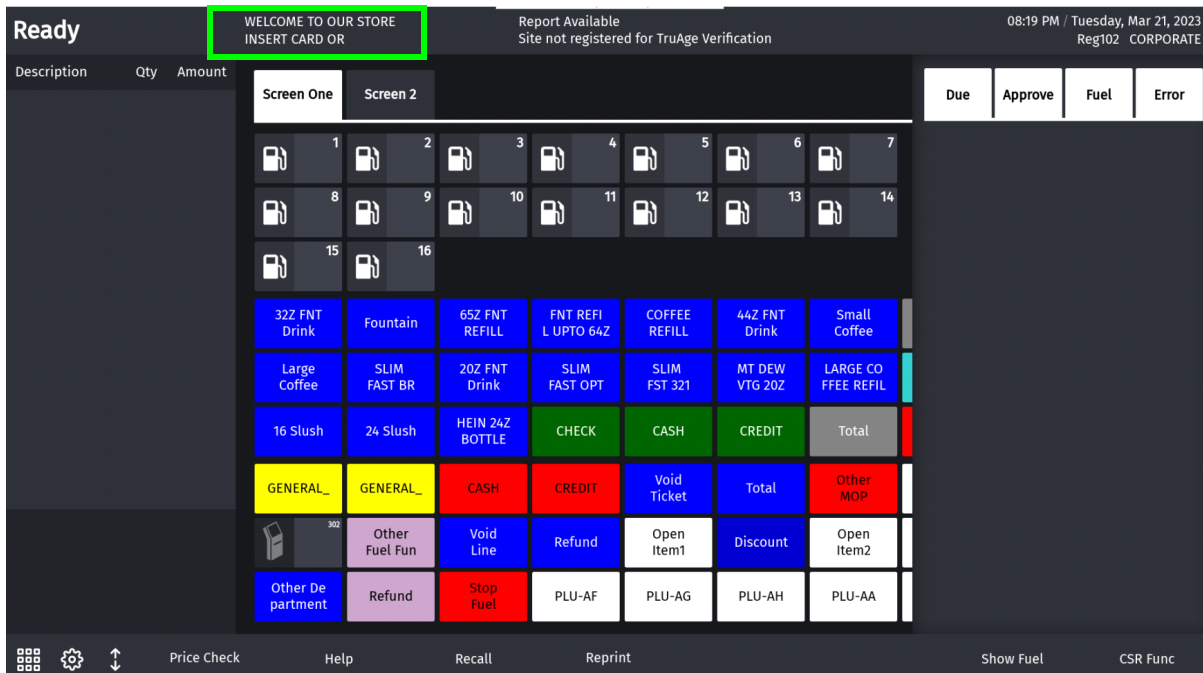 Ready
WELCOME TO OUR STORE
INSERT CARD OR
Report Available
Site not registered for TruAge Verification
08:19 PM / Tuesday, Mar 21, 2023
Reg102 CORPORATE
Description Qty Amount
Screen One Screen 2
Due Approve Fuel Error
1 2 3 4 5 6 7
8 9 10 11 12 13 14
15 16
32Z FNT
Drink
Fountain
65Z FNT
REFILL
FNT REFI
L UPTO 64Z
COFFEE
REFILL
44Z FNT
Drink
Small
Coffee
Large
Coffee
SLIM
FAST BR
20Z FNT
Drink
SLIM
FAST OPT
SLIM
FST 321
MT DEW
VTG 20Z
LARGE CO
FFEE REFIL
16 Slush
24 Slush
HEIN 24Z
BOTTLE
CHECK
CASH
CREDIT
Total
GENERAL_
GENERAL_
CASH
CREDIT
Void
Ticket
Total
Other
MOP
302
Other
Fuel Fun
Void
Line
Refund
Open
Item1
Discount
Open
Item2
Other De
partment
Refund
Stop
Fuel
PLU-AF
PLU-AG
PLU-AH
PLU-AA
Price Check Help Recall Reprint Show Fuel CSR Func